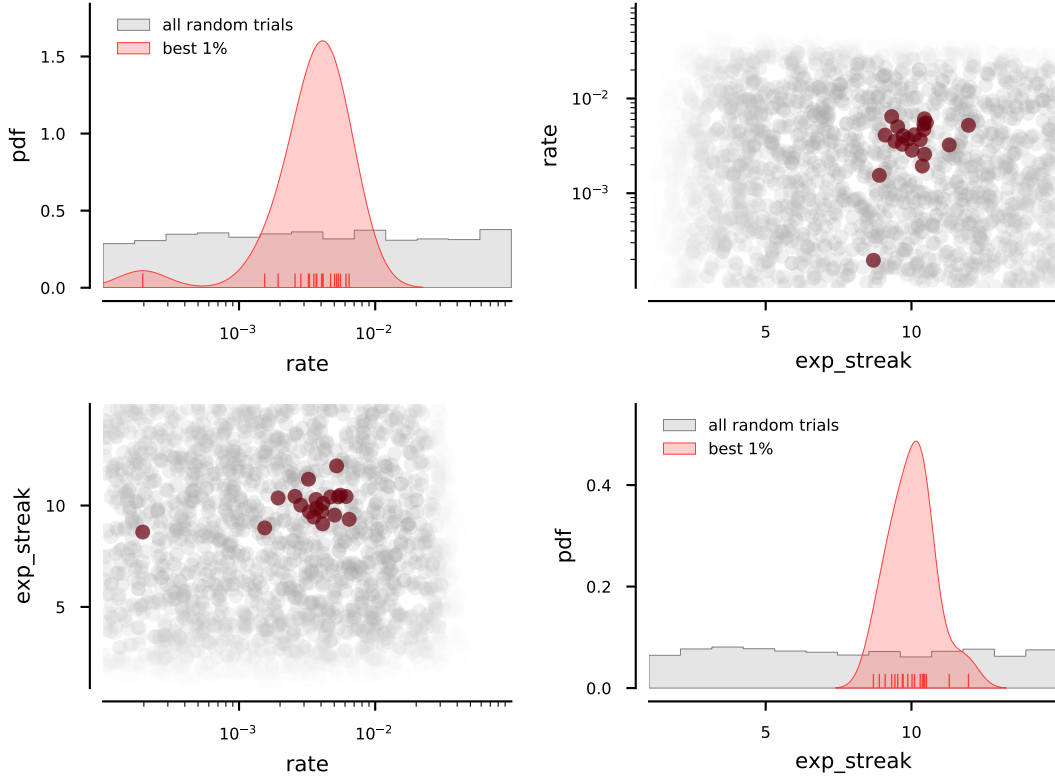 all random trials
best 1%
1.5
1.0
0.5
0.0
pdf
10⁻³
10⁻²
rate
10⁻²
10⁻³
rate
5
10
exp_streak
10
5
exp_streak
10⁻³
10⁻²
rate
all random trials
best 1%
0.4
0.2
0.0
pdf
5
10
exp_streak